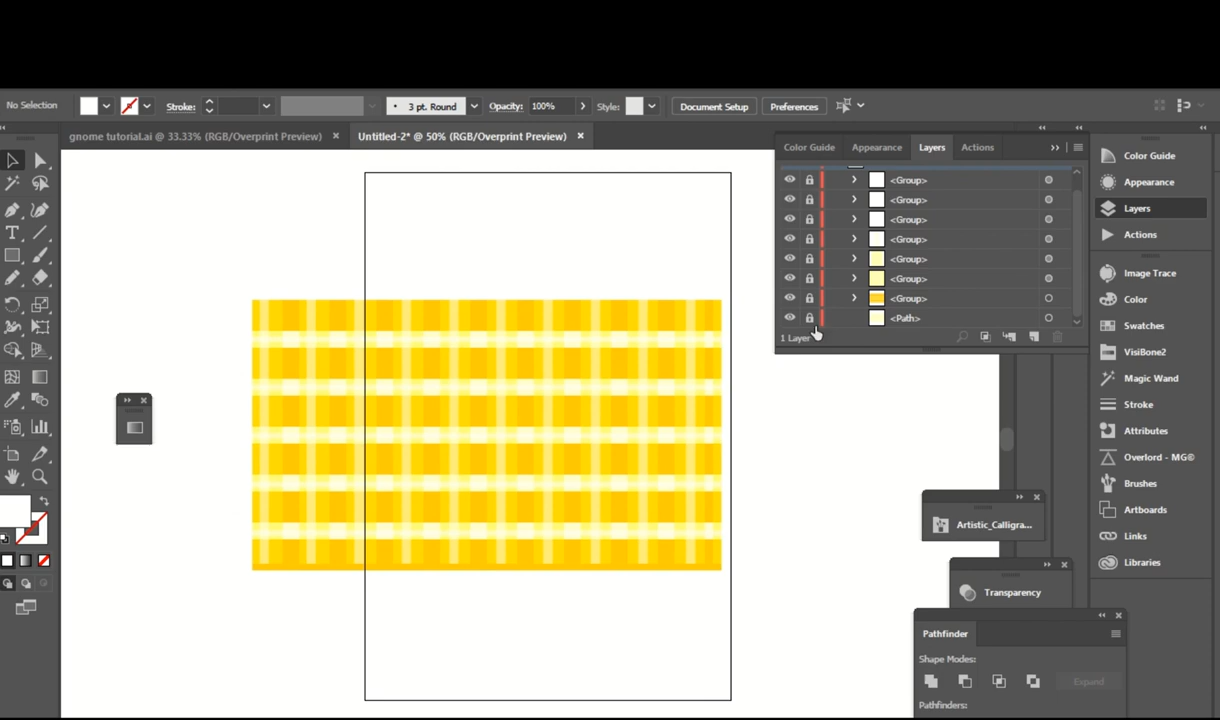 No Selection Stroke: 3 pt. Round Opacity: 100% Style: Document Setup Preferences
gnome tutorial.ai @ 33.33% (RGB/Overprint Preview) × Untitled-2* @ 50% (RGB/Overprint Preview) ×
Color Guide Appearance Layers Actions
<Group>
<Group>
<Group>
<Group>
<Group>
<Group>
<Group>
<Path>
1 Layer
Color Guide
Appearance
Layers
Actions
Image Trace
Color
Swatches
VisiBone2
Magic Wand
Stroke
Attributes
Overlord - MG©
Brushes
Artboards
Links
Libraries
Artistic_Calligra...
Transparency
Pathfinder
Shape Modes:
Expand
Pathfinders: